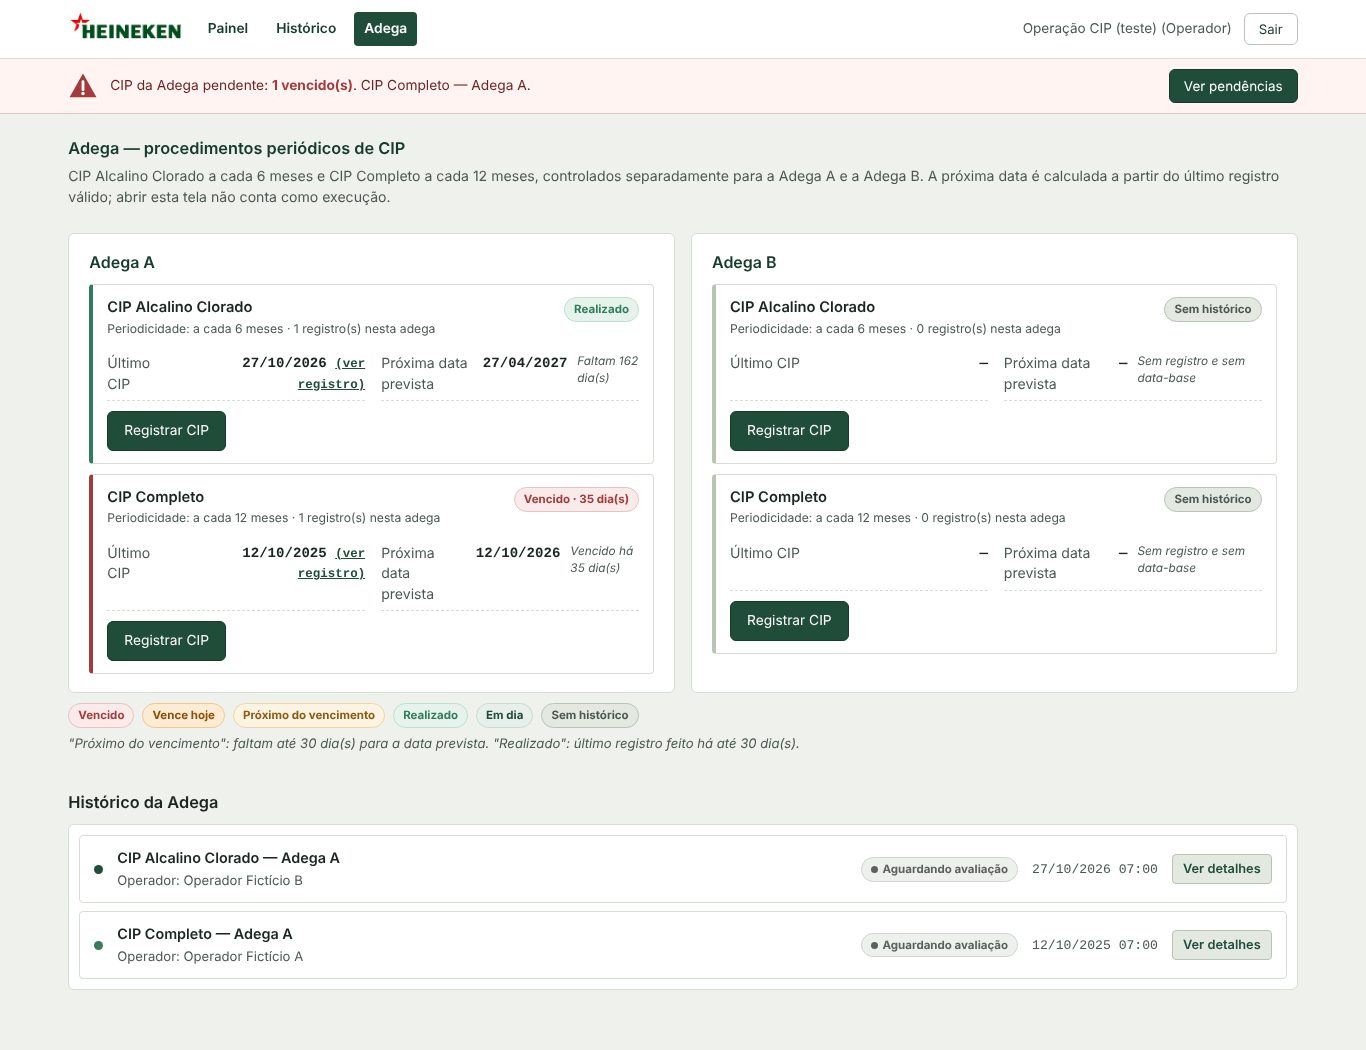 HEINEKEN
Painel
Histórico
Adega
Operação CIP (teste) (Operador)
Sair
CIP da Adega pendente: 1 vencido(s). CIP Completo — Adega A.
Ver pendências
Adega — procedimentos periódicos de CIP
CIP Alcalino Clorado a cada 6 meses e CIP Completo a cada 12 meses, controlados separadamente para a Adega A e a Adega B. A próxima data é calculada a partir do último registro
válido; abrir esta tela não conta como execução.
Adega A
CIP Alcalino Clorado
Realizado
Periodicidade: a cada 6 meses · 1 registro(s) nesta adega
Último
CIP
27/10/2026 (ver
registro)
Próxima data
prevista
27/04/2027
Faltam 162
dia(s)
Registrar CIP
CIP Completo
Vencido · 35 dia(s)
Periodicidade: a cada 12 meses · 1 registro(s) nesta adega
Último
CIP
12/10/2025 (ver
registro)
Próxima
data
prevista
12/10/2026
Vencido há
35 dia(s)
Registrar CIP
Adega B
CIP Alcalino Clorado
Sem histórico
Periodicidade: a cada 6 meses · 0 registro(s) nesta adega
Último CIP
—
Próxima data
prevista
—
Sem registro e sem
data-base
Registrar CIP
CIP Completo
Sem histórico
Periodicidade: a cada 12 meses · 0 registro(s) nesta adega
Último CIP
—
Próxima data
prevista
—
Sem registro e sem
data-base
Registrar CIP
Vencido
Vence hoje
Próximo do vencimento
Realizado
Em dia
Sem histórico
"Próximo do vencimento": faltam até 30 dia(s) para a data prevista. "Realizado": último registro feito há até 30 dia(s).
Histórico da Adega
CIP Alcalino Clorado — Adega A
Operador: Operador Fictício B
Aguardando avaliação
27/10/2026 07:00
Ver detalhes
CIP Completo — Adega A
Operador: Operador Fictício A
Aguardando avaliação
12/10/2025 07:00
Ver detalhes